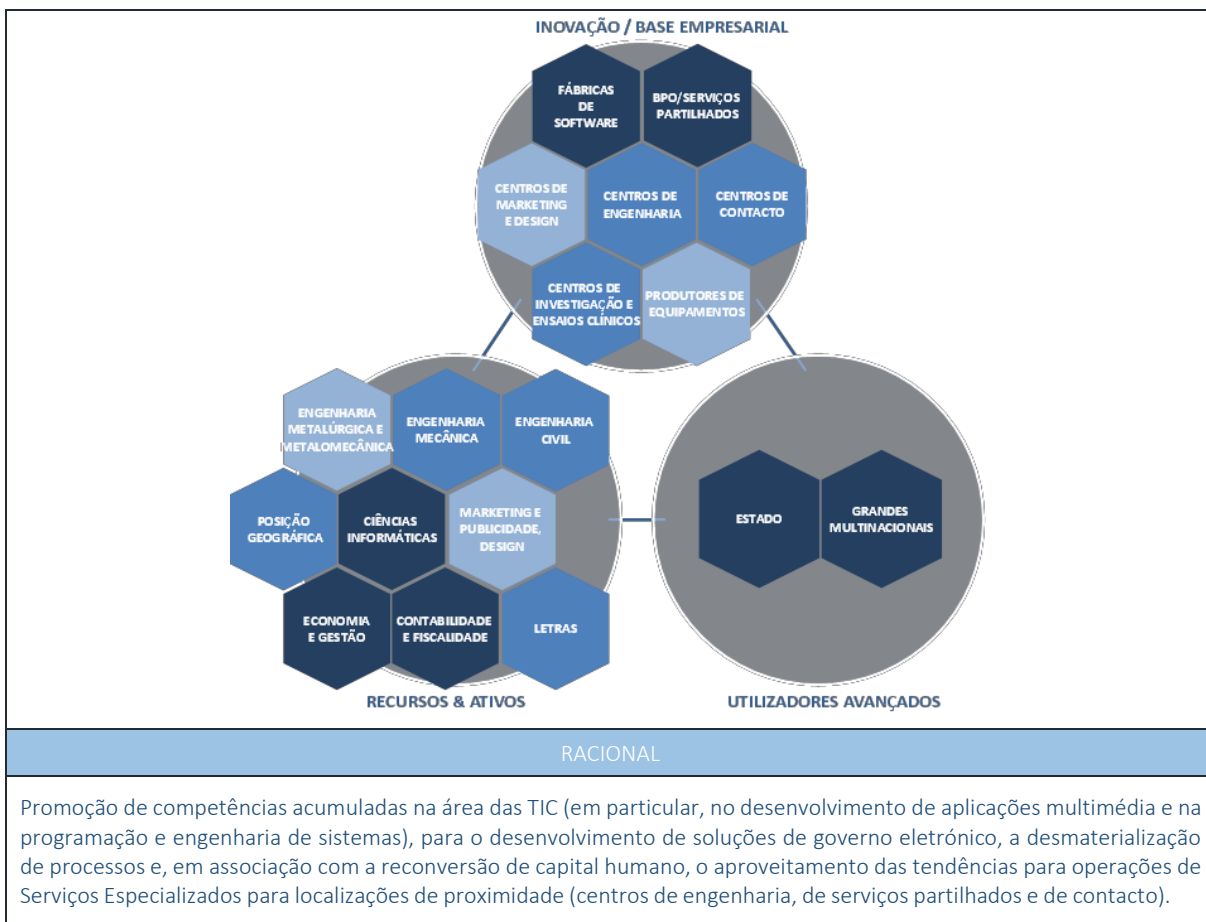 INOVAÇÃO / BASE EMPRESARIAL
FÁBRICAS
DE
SOFTWARE
BPO/SERVIÇOS
PARTILHADOS
CENTROS DE
MARKETING
E DESIGN
CENTROS DE
ENGENHARIA
CENTROS DE
CONTACTO
CENTROS DE
INVESTIGAÇÃO E
ENSAIOS CLÍNICOS
PRODUTORES DE
EQUIPAMENTOS
ENGENHARIA
METALÚRGICA E
METALOMECÂNICA
ENGENHARIA
MECÂNICA
ENGENHARIA
CIVIL
POSIÇÃO
GEOGRÁFICA
CIÊNCIAS
INFORMÁTICAS
MARKETING E
PUBLICIDADE,
DESIGN
ECONOMIA
E GESTÃO
CONTABILIDADE
E FISCALIDADE
LETRAS
ESTADO
GRANDES
MULTINACIONAIS
RECURSOS & ATIVOS
UTILIZADORES AVANÇADOS
RACIONAL
Promoção de competências acumuladas na área das TIC (em particular, no desenvolvimento de aplicações multimédia e na
programação e engenharia de sistemas), para o desenvolvimento de soluções de governo eletrónico, a desmaterialização
de processos e, em associação com a reconversão de capital humano, o aproveitamento das tendências para operações de
Serviços Especializados para localizações de proximidade (centros de engenharia, de serviços partilhados e de contacto).